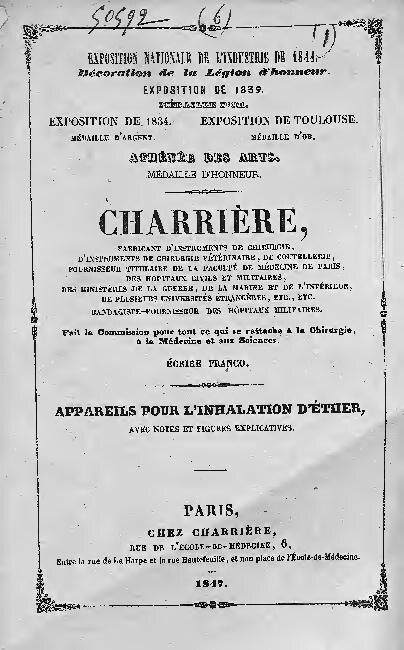 50592 (6)
(1)
EXPOSITION NATIONALE DE L'INDUSTRIE DE 1844.
Décoration de la Légion d'honneur.
EXPOSITION DE 1839.
MÉDAILLE D'OR.
EXPOSITION DE 1834. EXPOSITION DE TOULOUSE.
MÉDAILLE D'ARGENT. MÉDAILLE D'OR.
ATHÉNÉE DES ARTS.
MÉDAILLE D'HONNEUR.
CHARRIÈRE,
FABRICANT D'INSTRUMENTS DE CHIRURGIE,
D'INSTRUMENTS DE CHIRURGIE VÉTÉRINAIRE, DE COUTELLERIE,
FOURNISSEUR TITULAIRE DE LA FACULTÉ DE MÉDECINE DE PARIS,
DES HOPITAUX CIVILS ET MILITAIRES,
DES MINISTÈRES DE LA GUERRE, DE LA MARINE ET DE L'INTÉRIEUR,
DE PLUSIEURS UNIVERSITÉS ÉTRANGÈRES, ETC., ETC.
BANDAGISTE-FOURNISSEUR DES HÔPITAUX MILITAIRES.
Fait la Commission pour tout ce qui se rattache à la Chirurgie,
à la Médecine et aux Sciences.
ÉCRIRE FRANCO.
APPAREILS POUR L'INHALATION D'ÉTHER,
AVEC NOTES ET FIGURES EXPLICATIVES.
PARIS,
CHEZ CHARRIÈRE,
RUE DE L'ÉCOLE-DE-MÉDECINE, 6,
Entre la rue de La Harpe et la rue Hautefeuille, et non place de l'École-de-Médecine.
1847.